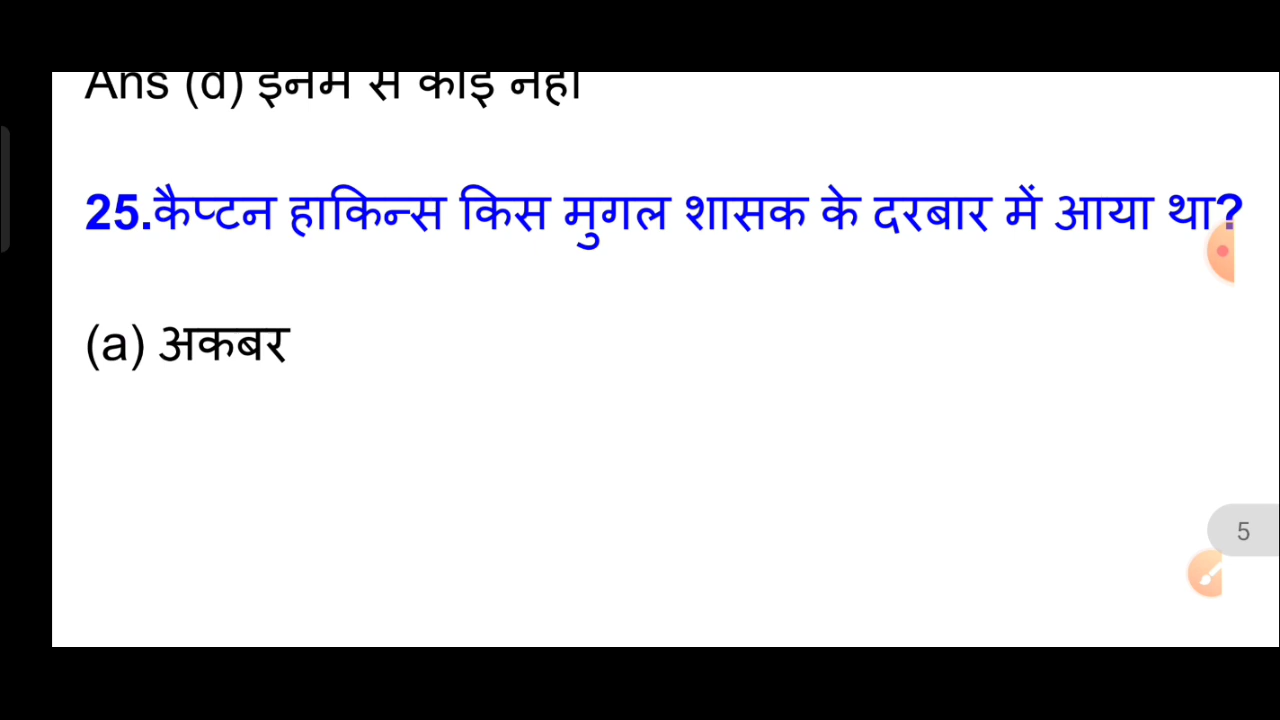 Ans (d) इनमें से कोई नहीं
25.कैप्टन हाकिन्स किस मुगल शासक के दरबार में आया था?
(a) अकबर
5